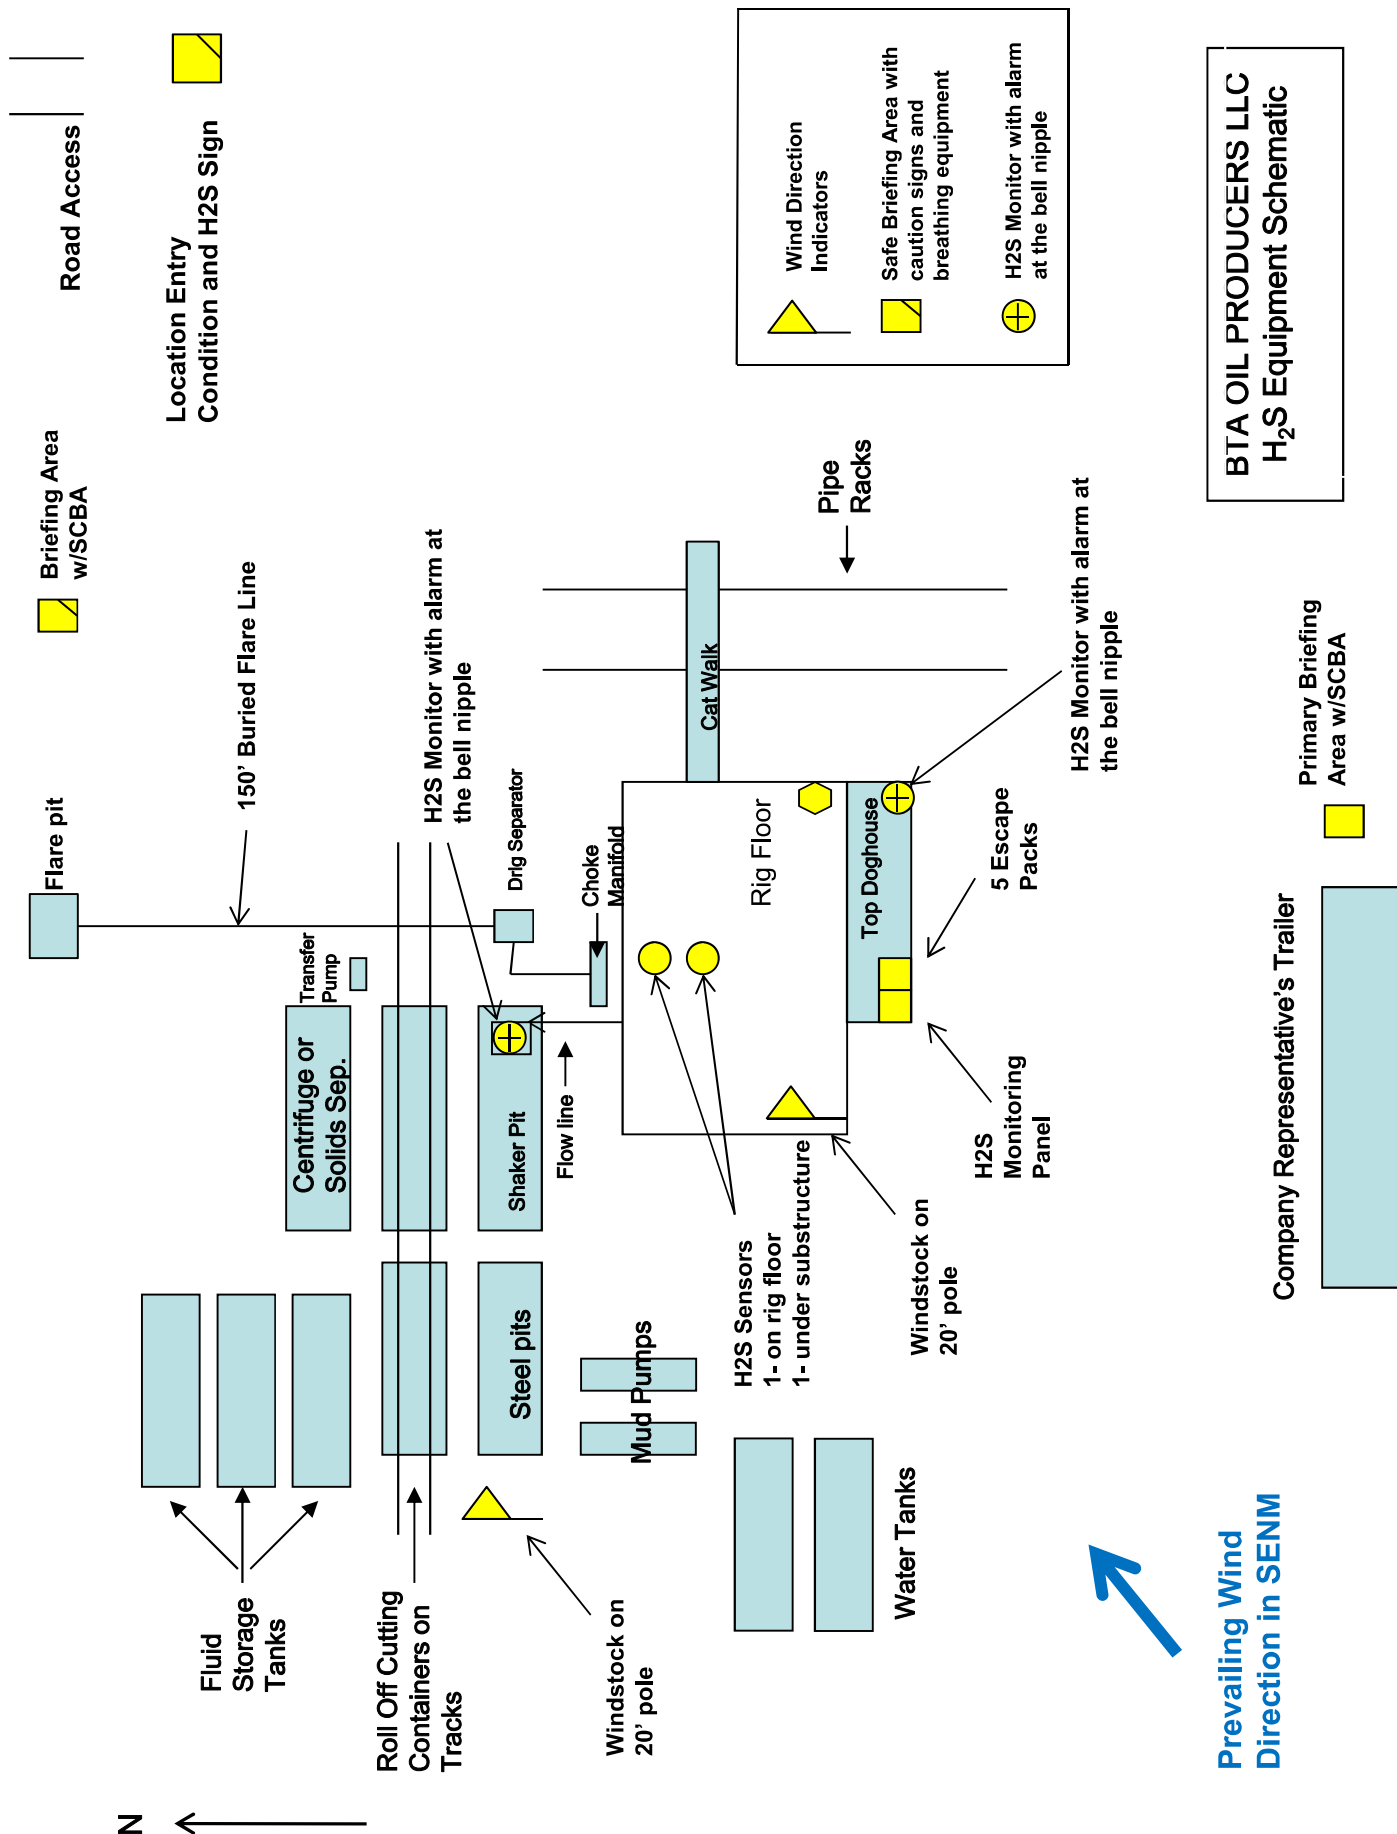 Road Access
Location Entry
Condition and H2S Sign
Briefing Area
w/SCBA
Flare pit
150' Buried Flare Line
H2S Monitor with alarm at
the bell nipple
Drlg Separator
Choke
Manifold
Transfer
Pump
Centrifuge or
Solids Sep.
Shaker Pit
Flow line
Steel pits
Mud Pumps
Fluid
Storage
Tanks
Roll Off Cutting
Containers on
Tracks
Windstock on
20' pole
N
Wind Direction
Indicators
Safe Briefing Area with
caution signs and
breathing equipment
H2S Monitor with alarm
at the bell nipple
Pipe
Racks
Cat Walk
Rig Floor
Top Doghouse
H2S Monitor with alarm at
the bell nipple
5 Escape
Packs
H2S
Monitoring
Panel
H2S Sensors
1- on rig floor
1- under substructure
Windstock on
20' pole
Water Tanks
BTA OIL PRODUCERS LLC
H2S Equipment Schematic
Primary Briefing
Area w/SCBA
Company Representative's Trailer
Prevailing Wind
Direction in SENM